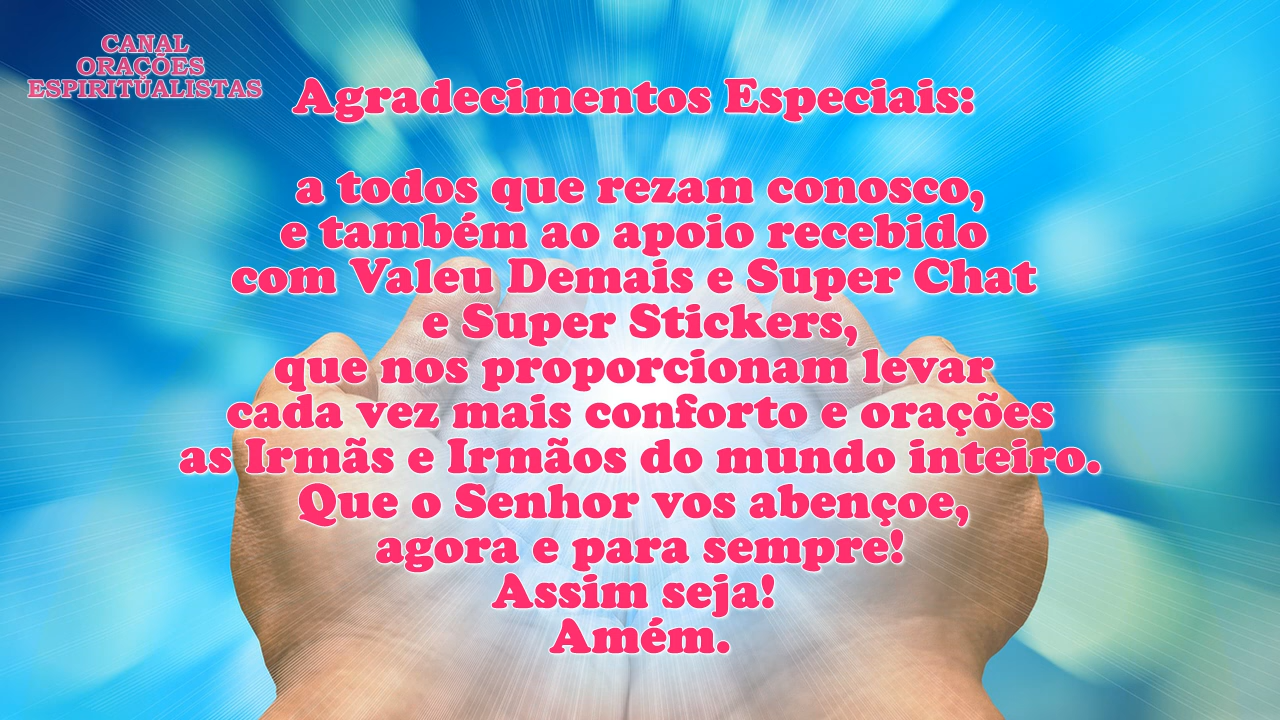 CANAL
ORAÇÕES
ESPIRITUALISTAS
Agradecimentos Especiais:
a todos que rezam conosco,
e também ao apoio recebido
com Valeu Demais e Super Chat
e Super Stickers,
que nos proporcionam levar
cada vez mais conforto e orações
as Irmãs e Irmãos do mundo inteiro.
Que o Senhor vos abençoe,
agora e para sempre!
Assim seja!
Amém.